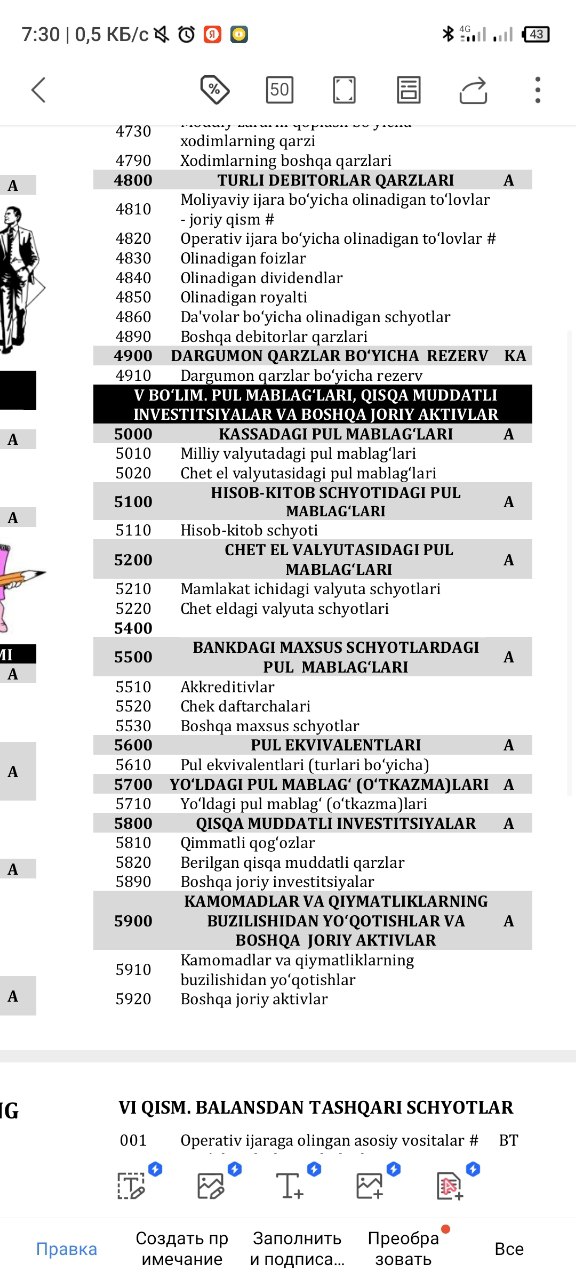 7:30 | 0,5 КБ/с
Я
4G
43
%
50
4730
xodimlarning qarzi
4790 Xodimlarning boshqa qarzlari
4800 TURLI DEBITORLAR QARZLARI A
4810 Moliyaviy ijara bo‘yicha olinadigan to‘lovlar
- joriy qism #
4820 Operativ ijara bo‘yicha olinadigan to‘lovlar #
4830 Olinadigan foizlar
4840 Olinadigan dividendlar
4850 Olinadigan royalti
4860 Da'volar bo‘yicha olinadigan schyotlar
4890 Boshqa debitorlar qarzlari
4900 DARGUMON QARZLAR BO‘YICHA REZERV KA
4910 Dargumon qarzlar bo‘yicha rezerv
V BO‘LIM. PUL MABLAG‘LARI, QISQA MUDDATLI
INVESTITSIYALAR VA BOSHQA JORIY AKTIVLAR
5000 KASSADAGI PUL MABLAG‘LARI A
5010 Milliy valyutadagi pul mablag‘lari
5020 Chet el valyutasidagi pul mablag‘lari
5100 HISOB-KITOB SCHYOTIDAGI PUL
MABLAG‘LARI A
5110 Hisob-kitob schyoti
5200 CHET EL VALYUTASIDAGI PUL
MABLAG‘LARI A
5210 Mamlakat ichidagi valyuta schyotlari
5220 Chet eldagi valyuta schyotlari
5400
5500 BANKDAGI MAXSUS SCHYOTLARDAGI
PUL MABLAG‘LARI A
5510 Akkreditivlar
5520 Chek daftarchalari
5530 Boshqa maxsus schyotlar
5600 PUL EKVIVALENTLARI A
5610 Pul ekvivalentlari (turlari bo‘yicha)
5700 YO‘LDAGI PUL MABLAG‘ (O‘TKAZMA)LARI A
5710 Yo‘ldagi pul mablag‘ (o‘tkazma)lari
5800 QISQA MUDDATLI INVESTITSIYALAR A
5810 Qimmatli qog‘ozlar
5820 Berilgan qisqa muddatli qarzlar
5890 Boshqa joriy investitsiyalar
5900 KAMOMADLAR VA QIYMATLIKLARNING
BUZILISHIDAN YO‘QOTISHLAR VA
BOSHQA JORIY AKTIVLAR A
5910 Kamomadlar va qiymatliklarning
buzilishidan yo‘qotishlar
5920 Boshqa joriy aktivlar
A
A
A
MI
A
A
A
A
NG
VI QISM. BALANSDAN TASHQARI SCHYOTLAR
001 Operativ ijaraga olingan asosiy vositalar # BT
Правка
Создать пр
имечание
Заполнить
и подписа...
Преобра
зовать
Все